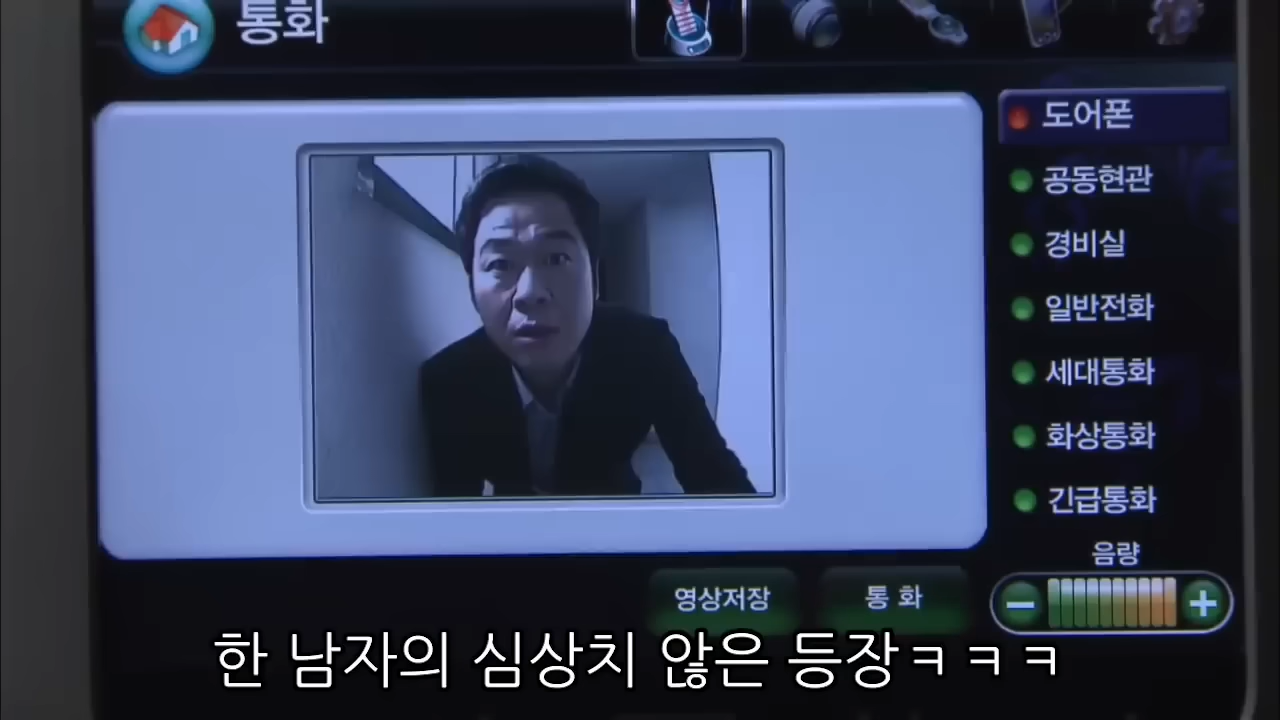 통화
도어폰
공동현관
경비실
일반전화
세대통화
화상통화
긴급통화
음량
영상저장
통 화
한 남자의 심상치 않은 등장ㅋㅋㅋ